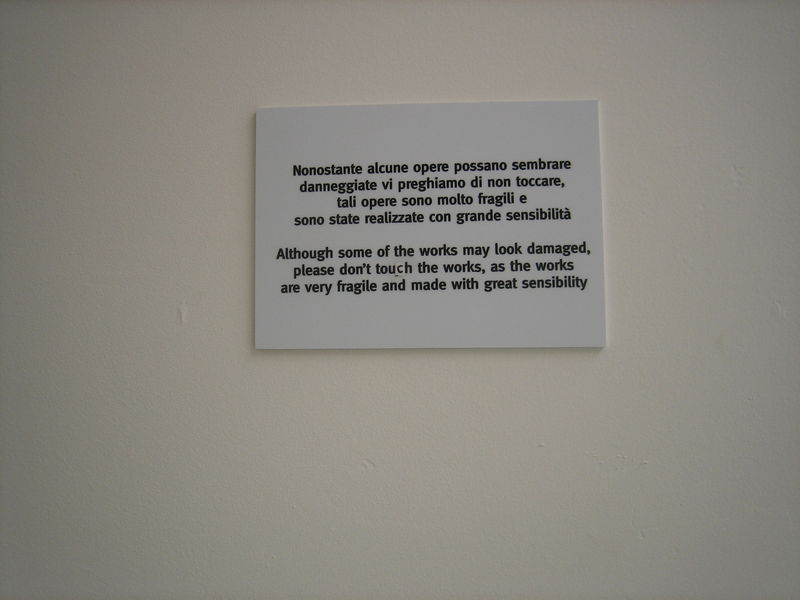 Nonostante alcune opere possano sembrare
danneggiate vi preghiamo di non toccare,
tali opere sono molto fragili e
sono state realizzate con grande sensibilità
Although some of the works may look damaged,
please don't touch the works, as the works
are very fragile and made with great sensibility